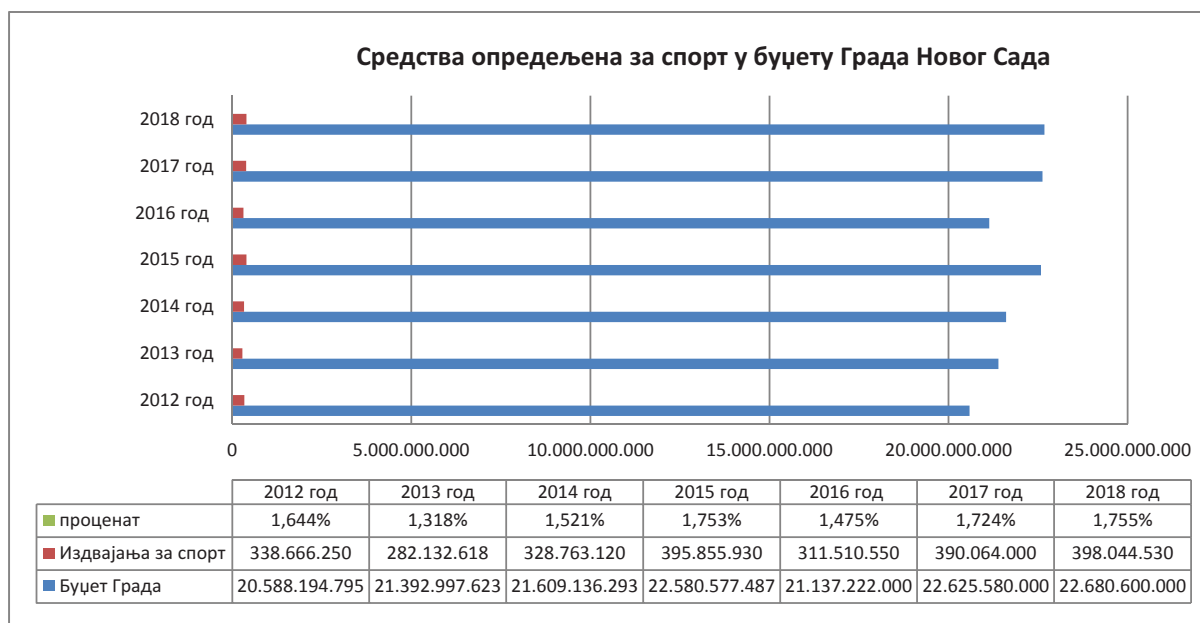 Средства опредељена за спорт у буџету Града Новог Сада
2018 год
2017 год
2016 год
2015 год
2014 год
2013 год
2012 год
0 5.000.000.000 10.000.000.000 15.000.000.000 20.000.000.000 25.000.000.000
2012 год 2013 год 2014 год 2015 год 2016 год 2017 год 2018 год
проценат 1,644% 1,318% 1,521% 1,753% 1,475% 1,724% 1,755%
Издвајања за спорт 338.666.250 282.132.618 328.763.120 395.855.930 311.510.550 390.064.000 398.044.530
Буџет Града 20.588.194.795 21.392.997.623 21.609.136.293 22.580.577.487 21.137.222.000 22.625.580.000 22.680.600.000